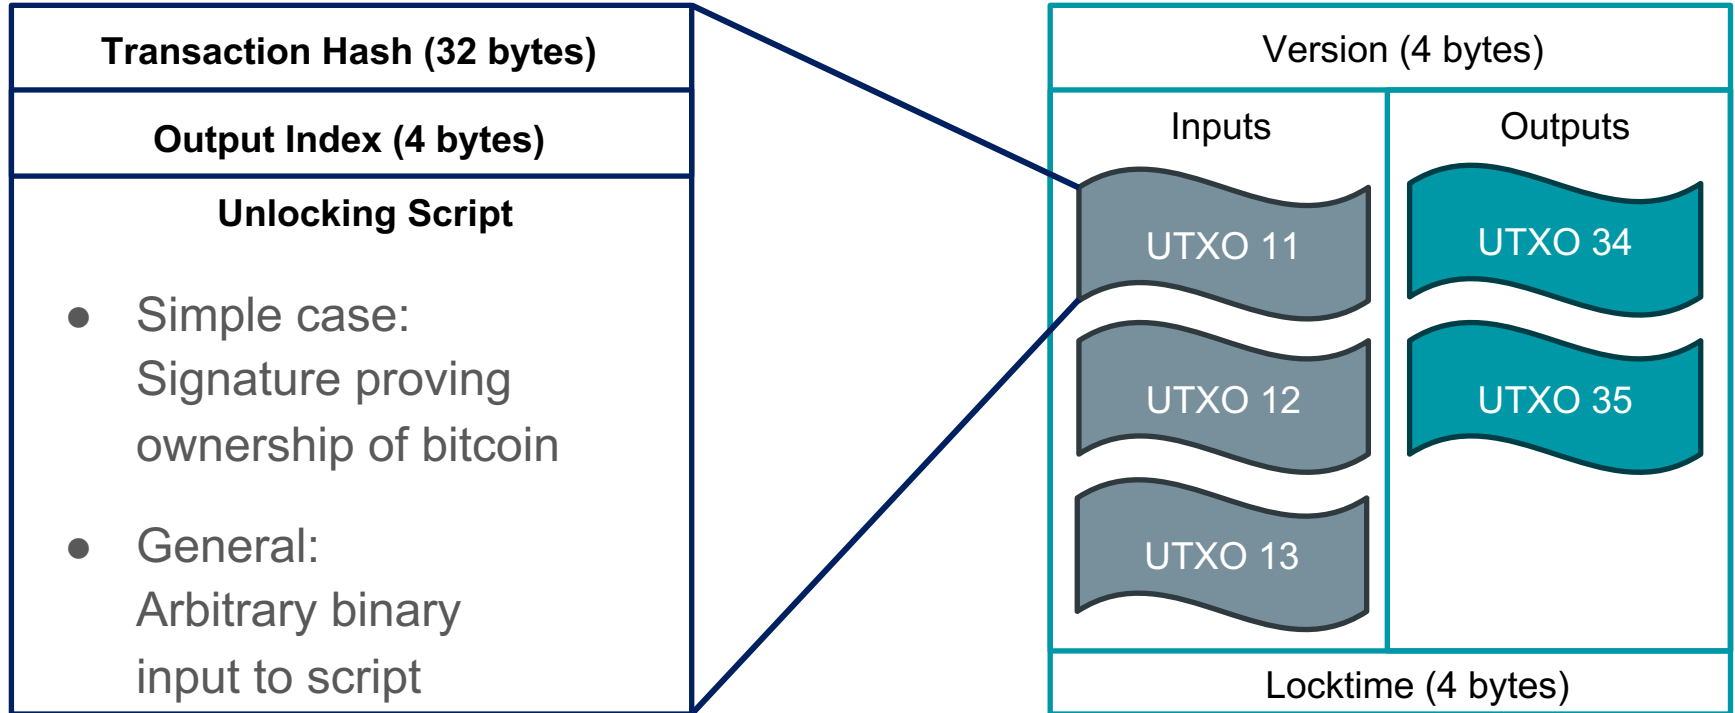 Transaction Hash (32 bytes)
Output Index (4 bytes)
Unlocking Script
● Simple case:
Signature proving
ownership of bitcoin
● General:
Arbitrary binary
input to script
Version (4 bytes)
Inputs
UTXO 11
UTXO 12
UTXO 13
Outputs
UTXO 34
UTXO 35
Locktime (4 bytes)